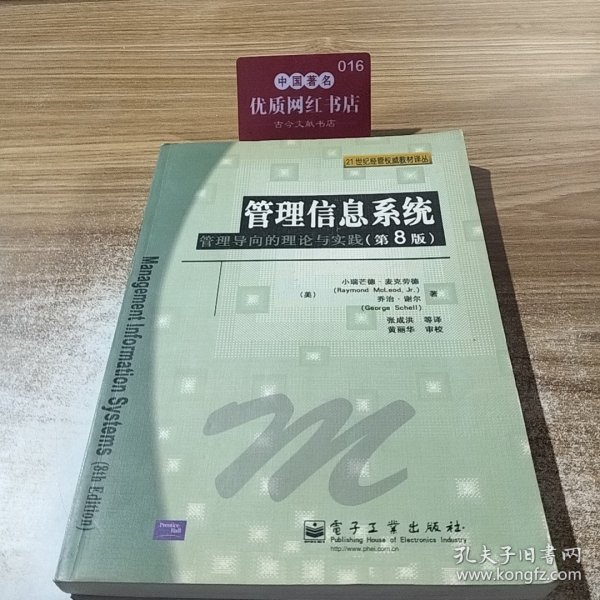 016
中国著名
优质网红书店
古今文献书店
21世纪经管权威教材译丛
管理信息系统
管理导向的理论与实践(第8版)
小瑞芒德·麦克劳德
(Raymond McLeod, Jr.)
(美)
著
乔治·谢尔
(George Schell)
张成洪 等译
黄丽华 审校
Management Information Systems (8th Edition)
Prentice Hall
电子工业出版社
Publishing House of Electronics Industry
http://www.phei.com.cn
孔夫子旧书网
www.kongfz.com